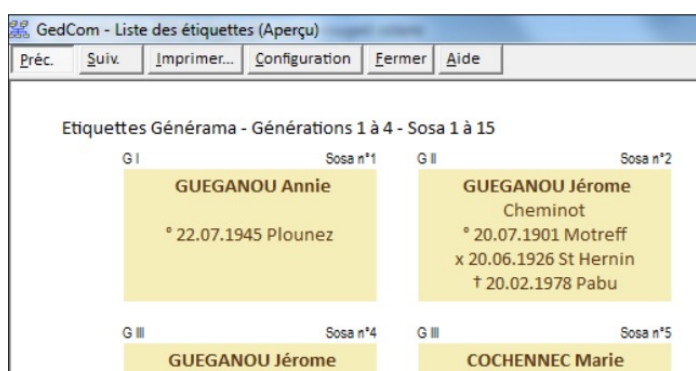 GedCom - Liste des étiquettes (Aperçu)
Préc. Suiv. Imprimer... Configuration Fermer Aide
Etiquettes Générama - Générations 1 à 4 - Sosa 1 à 15
G I Sosa n°1 G II Sosa n°2
GUEGANOU Annie
° 22.07.1945 Plounez
GUEGANOU Jérome
Cheminot
° 20.07.1901 Motreff
x 20.06.1926 St Hernin
† 20.02.1978 Pabu
G III Sosa n°4 G III Sosa n°5
GUEGANOU Jérome COCHENNEC Marie